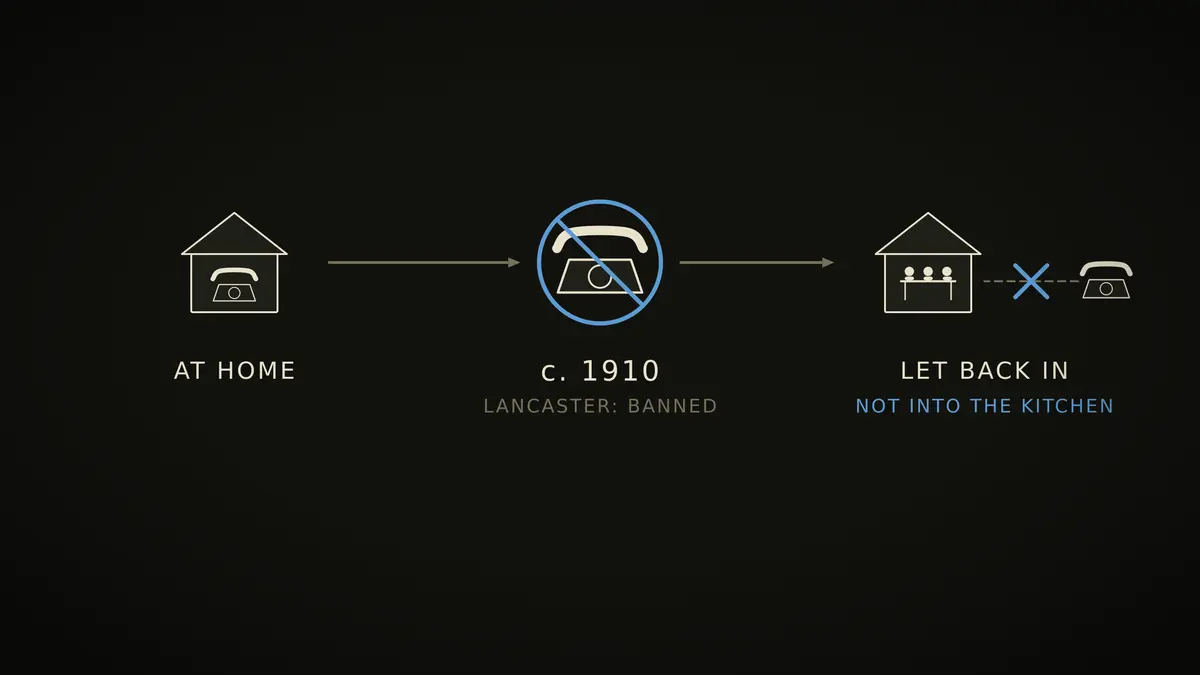 AT HOME
c. 1910
LANCASTER: BANNED
LET BACK IN
NOT INTO THE KITCHEN